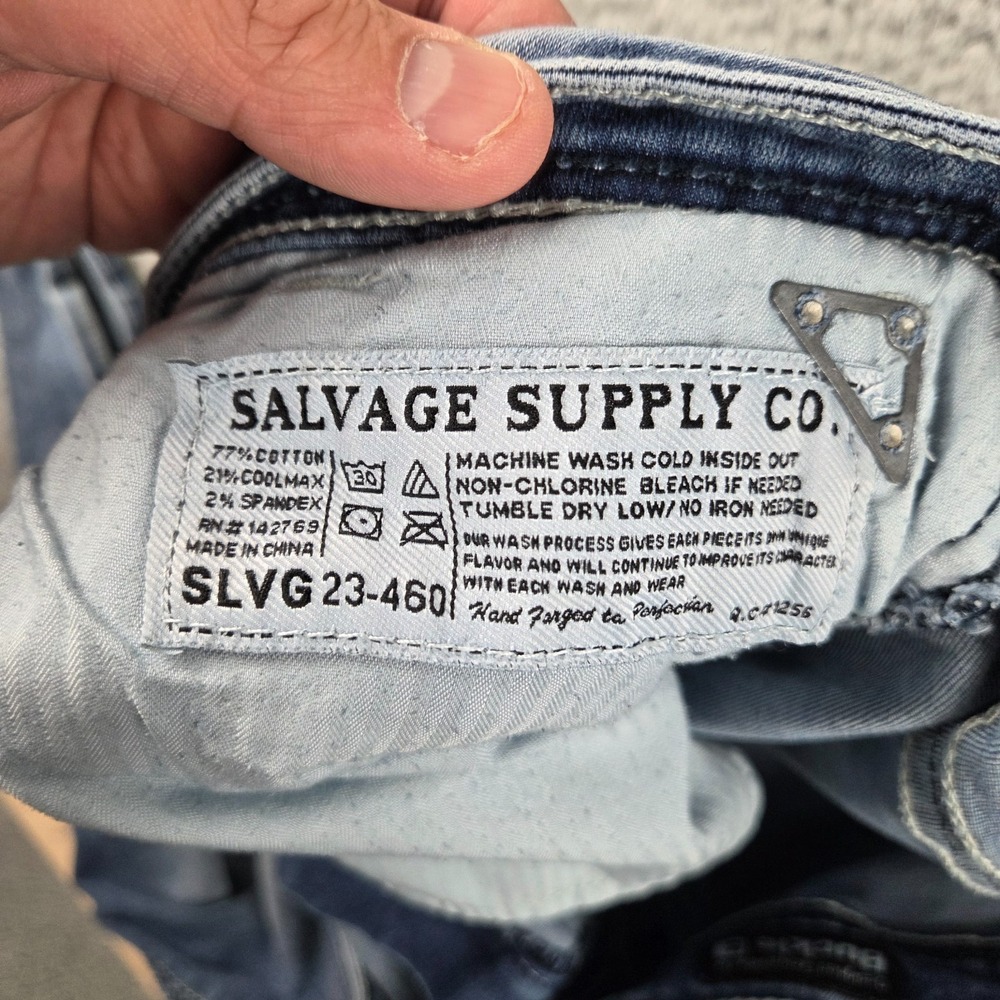 SALVAGE SUPPLY CO.
77% COTTON
21% COOLMAX
2% SPANDEX
RN# 142769
MADE IN CHINA
SLVG 23-460
30
MACHINE WASH COLD INSIDE OUT
NON-CHLORINE BLEACH IF NEEDED
TUMBLE DRY LOW/ NO IRON NEEDED
OUR WASH PROCESS GIVES EACH PIECE ITS OWN UNIQUE
FLAVOR AND WILL CONTINUE TO IMPROVE ITS CHARACTER
WITH EACH WASH AND WEAR
Hand Forged to Perfection Q.C#1256
Buckle